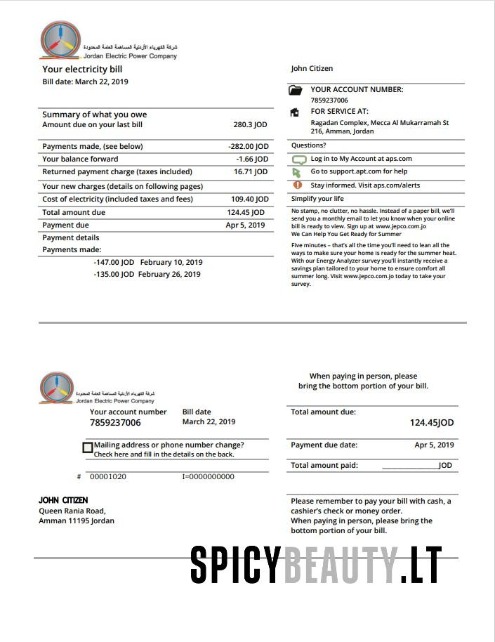 شركة الكهرباء الأردنية المساهمة العامة المحدودة
Jordan Electric Power Company
Your electricity bill
Bill date: March 22, 2019
John Citizen
YOUR ACCOUNT NUMBER:
7859237006
FOR SERVICE AT:
Ragadan Complex, Mecca Al Mukarramah St
216, Amman, Jordan
Summary of what you owe
Amount due on your last bill 280.3 JOD
Payments made, (see below) -282.00 JOD
Your balance forward -1.66 JOD
Returned payment charge (taxes included) 16.71 JOD
Your new charges (details on following pages)
Cost of electricity (included taxes and fees) 109.40 JOD
Total amount due 124.45 JOD
Payment due Apr 5, 2019
Payment details
Payments made:
-147.00 JOD February 10, 2019
-135.00 JOD February 26, 2019
Questions?
Log in to My Account at aps.com
Go to support.apt.com for help
Stay informed. Visit aps.com/alerts
Simplify your life
No stamp, no clutter, no hassle. Instead of a paper bill, we'll
send you a monthly email to let you know when your online
bill is ready to view. Sign up at www.jepco.com.jo
We Can Help You Get Ready for Summer
Five minutes – that's all the time you'll need to lean all the
ways to make sure your home is ready for the summer heat.
With our Energy Analyzer survey you'll instantly receive a
savings plan tailored to your home to ensure comfort all
summer long. Visit www.jepco.com.jo today to take your
survey.
شركة الكهرباء الأردنية المساهمة العامة المحدودة
Jordan Electric Power Company
When paying in person, please
bring the bottom portion of your bill.
Your account number Bill date
7859237006 March 22, 2019
Mailing address or phone number change?
Check here and fill in the details on the back.
# 00001020 I=0000000000
Total amount due:
124.45JOD
Payment due date: Apr 5, 2019
Total amount paid: ____________JOD
JOHN CITIZEN
Queen Rania Road,
Amman 11195 Jordan
Please remember to pay your bill with cash, a
cashier's check or money order.
When paying in person, please bring the
bottom portion of your bill.
SPICYBEAUTY.LT